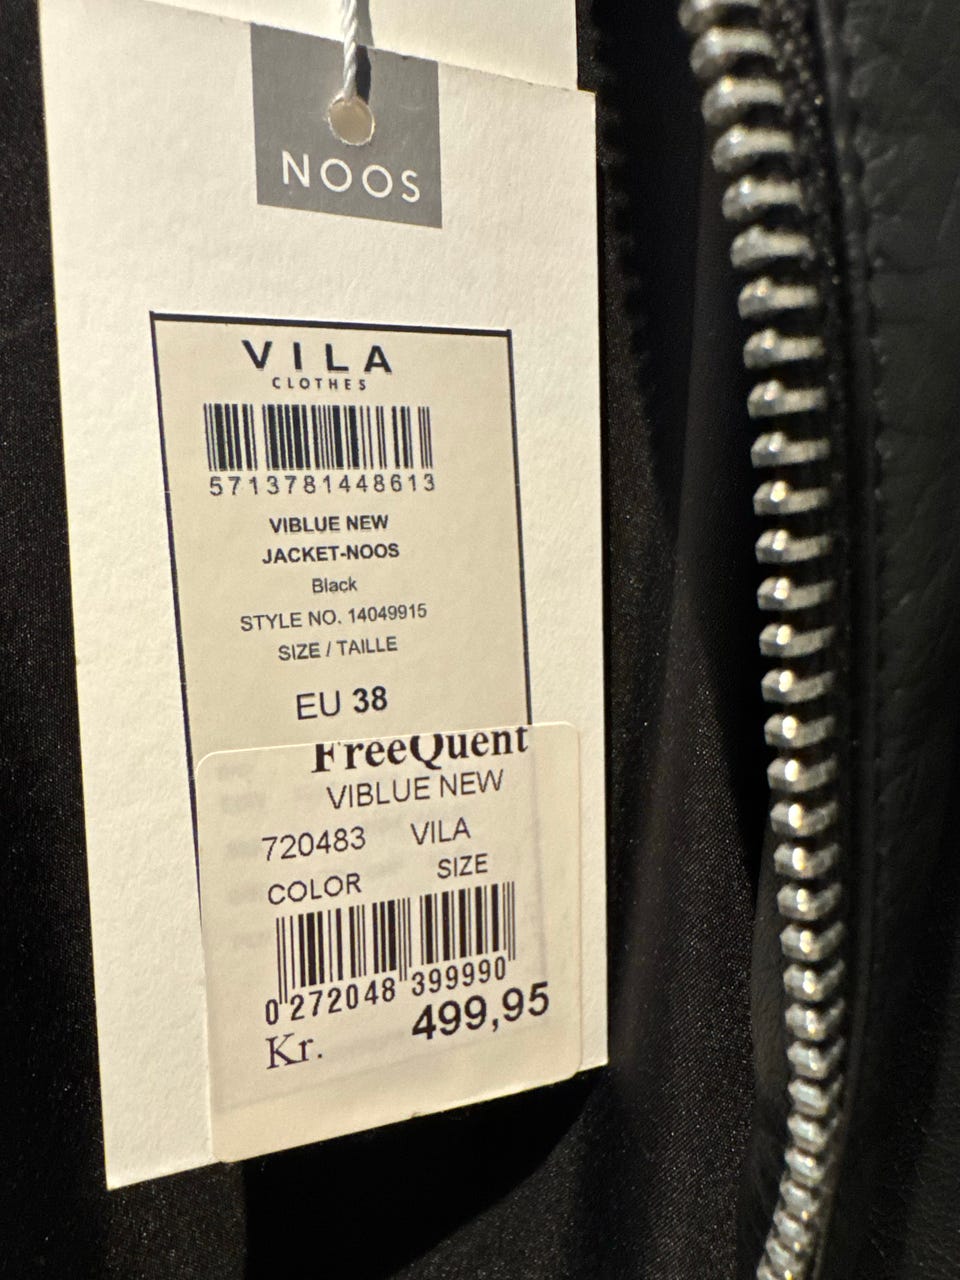 NOOS
VILA
CLOTHES
5713781448613
VIBLUE NEW
JACKET-NOOS
Black
STYLE NO. 14049915
SIZE / TAILLE
EU 38
FreeQuent
VIBLUE NEW
720483 VILA
COLOR SIZE
0 272048 399990
Kr. 499,95